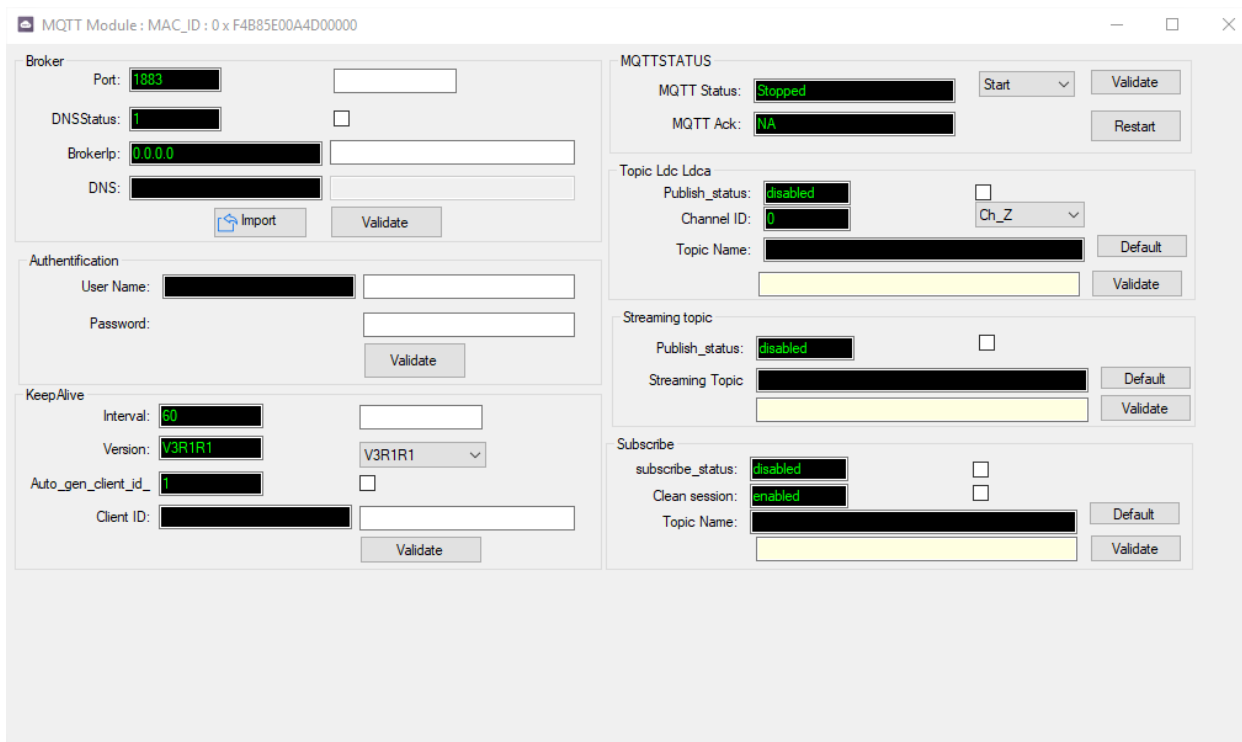 MQTT Module : MAC_ID : 0 x F4B85E00A4D00000
Broker
Port: 1883
DNSStatus: 1
BrokerIp: 0.0.0.0
DNS:
Import Validate
Authentification
User Name:
Password:
Validate
KeepAlive
Interval: 60
Version: V3R1R1 V3R1R1
Auto_gen_client_id_ 1
Client ID:
Validate
MQTTSTATUS
MQTT Status: Stopped Start Validate
MQTT Ack: NA Restart
Topic Ldc Ldca
Publish_status: disabled
Channel ID: 0 Ch_Z
Topic Name: Default
Validate
Streaming topic
Publish_status: disabled
Streaming Topic Default
Validate
Subscribe
subscribe_status: disabled
Clean session: enabled
Topic Name: Default
Validate